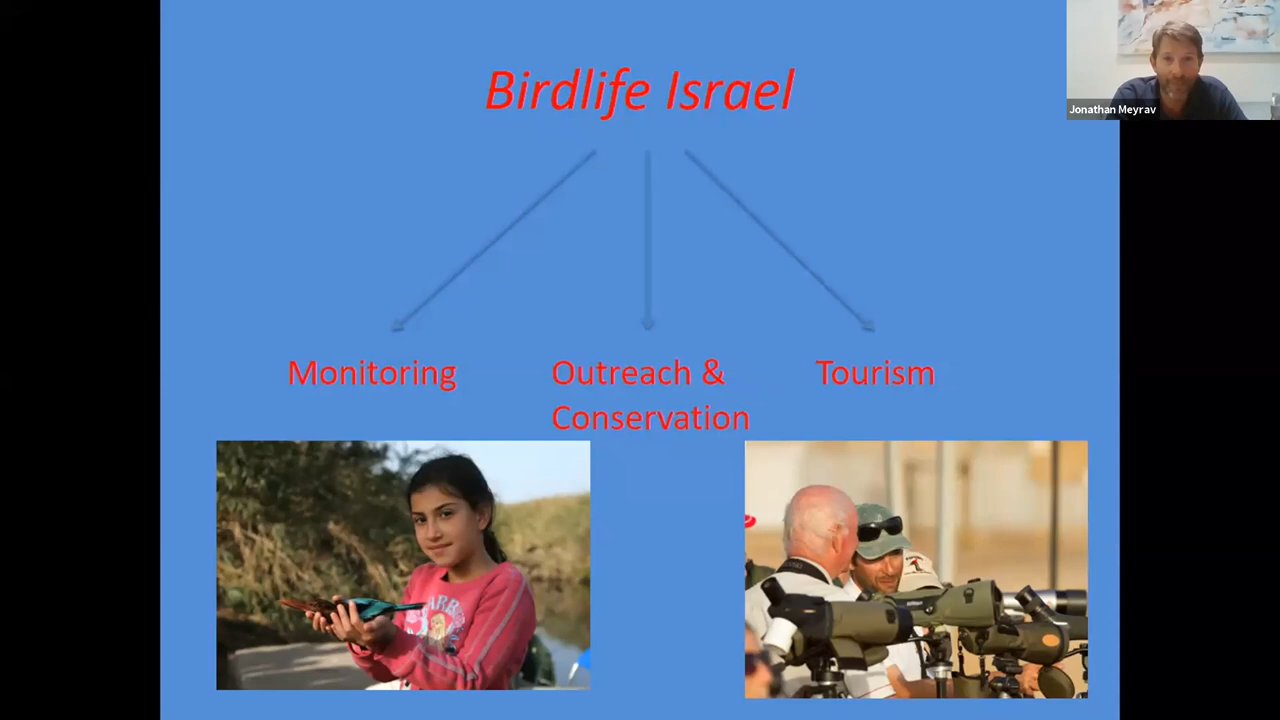 Birdlife Israel
Jonathan Meyrav
Monitoring
Outreach &
Conservation
Tourism